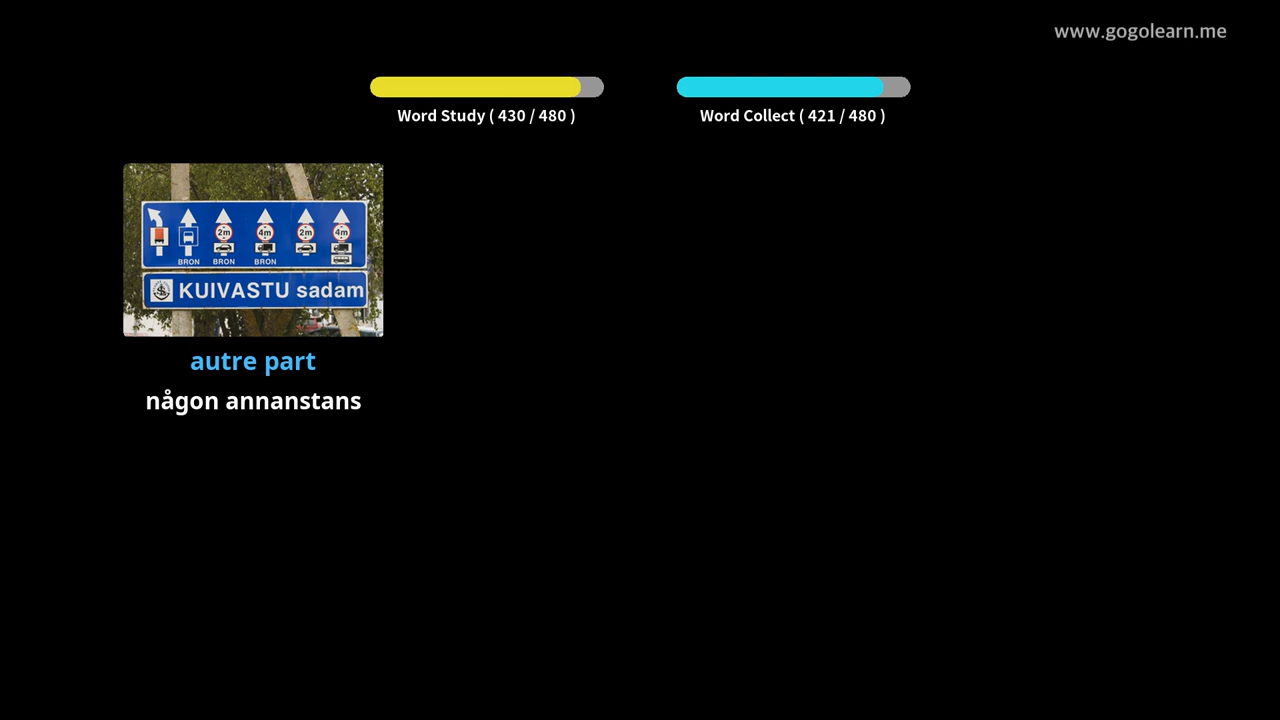 www.gogolearn.me
Word Study ( 430 / 480 )
Word Collect ( 421 / 480 )
2m 4m 2m 4m
BRON BRON BRON
KUIVASTU sadam
autre part
någon annanstans